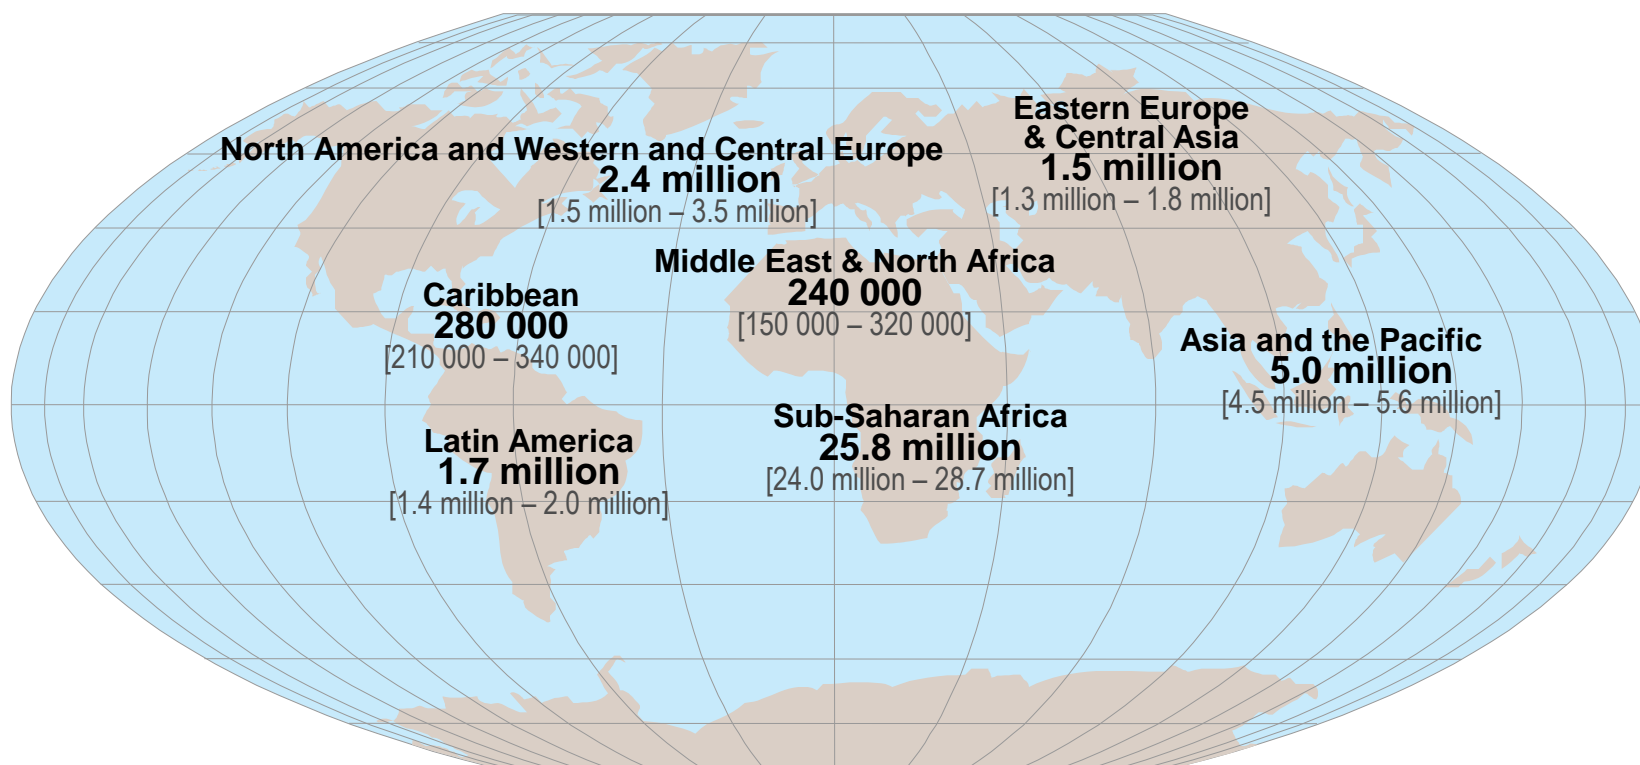 Eastern Europe
& Central Asia
1.5 million
[1.3 million – 1.8 million]
North America and Western and Central Europe
2.4 million
[1.5 million – 3.5 million]
Middle East & North Africa
240 000
[150 000 – 320 000]
Caribbean
280 000
[210 000 – 340 000]
Asia and the Pacific
5.0 million
[4.5 million – 5.6 million]
Sub-Saharan Africa
25.8 million
[24.0 million – 28.7 million]
Latin America
1.7 million
[1.4 million – 2.0 million]